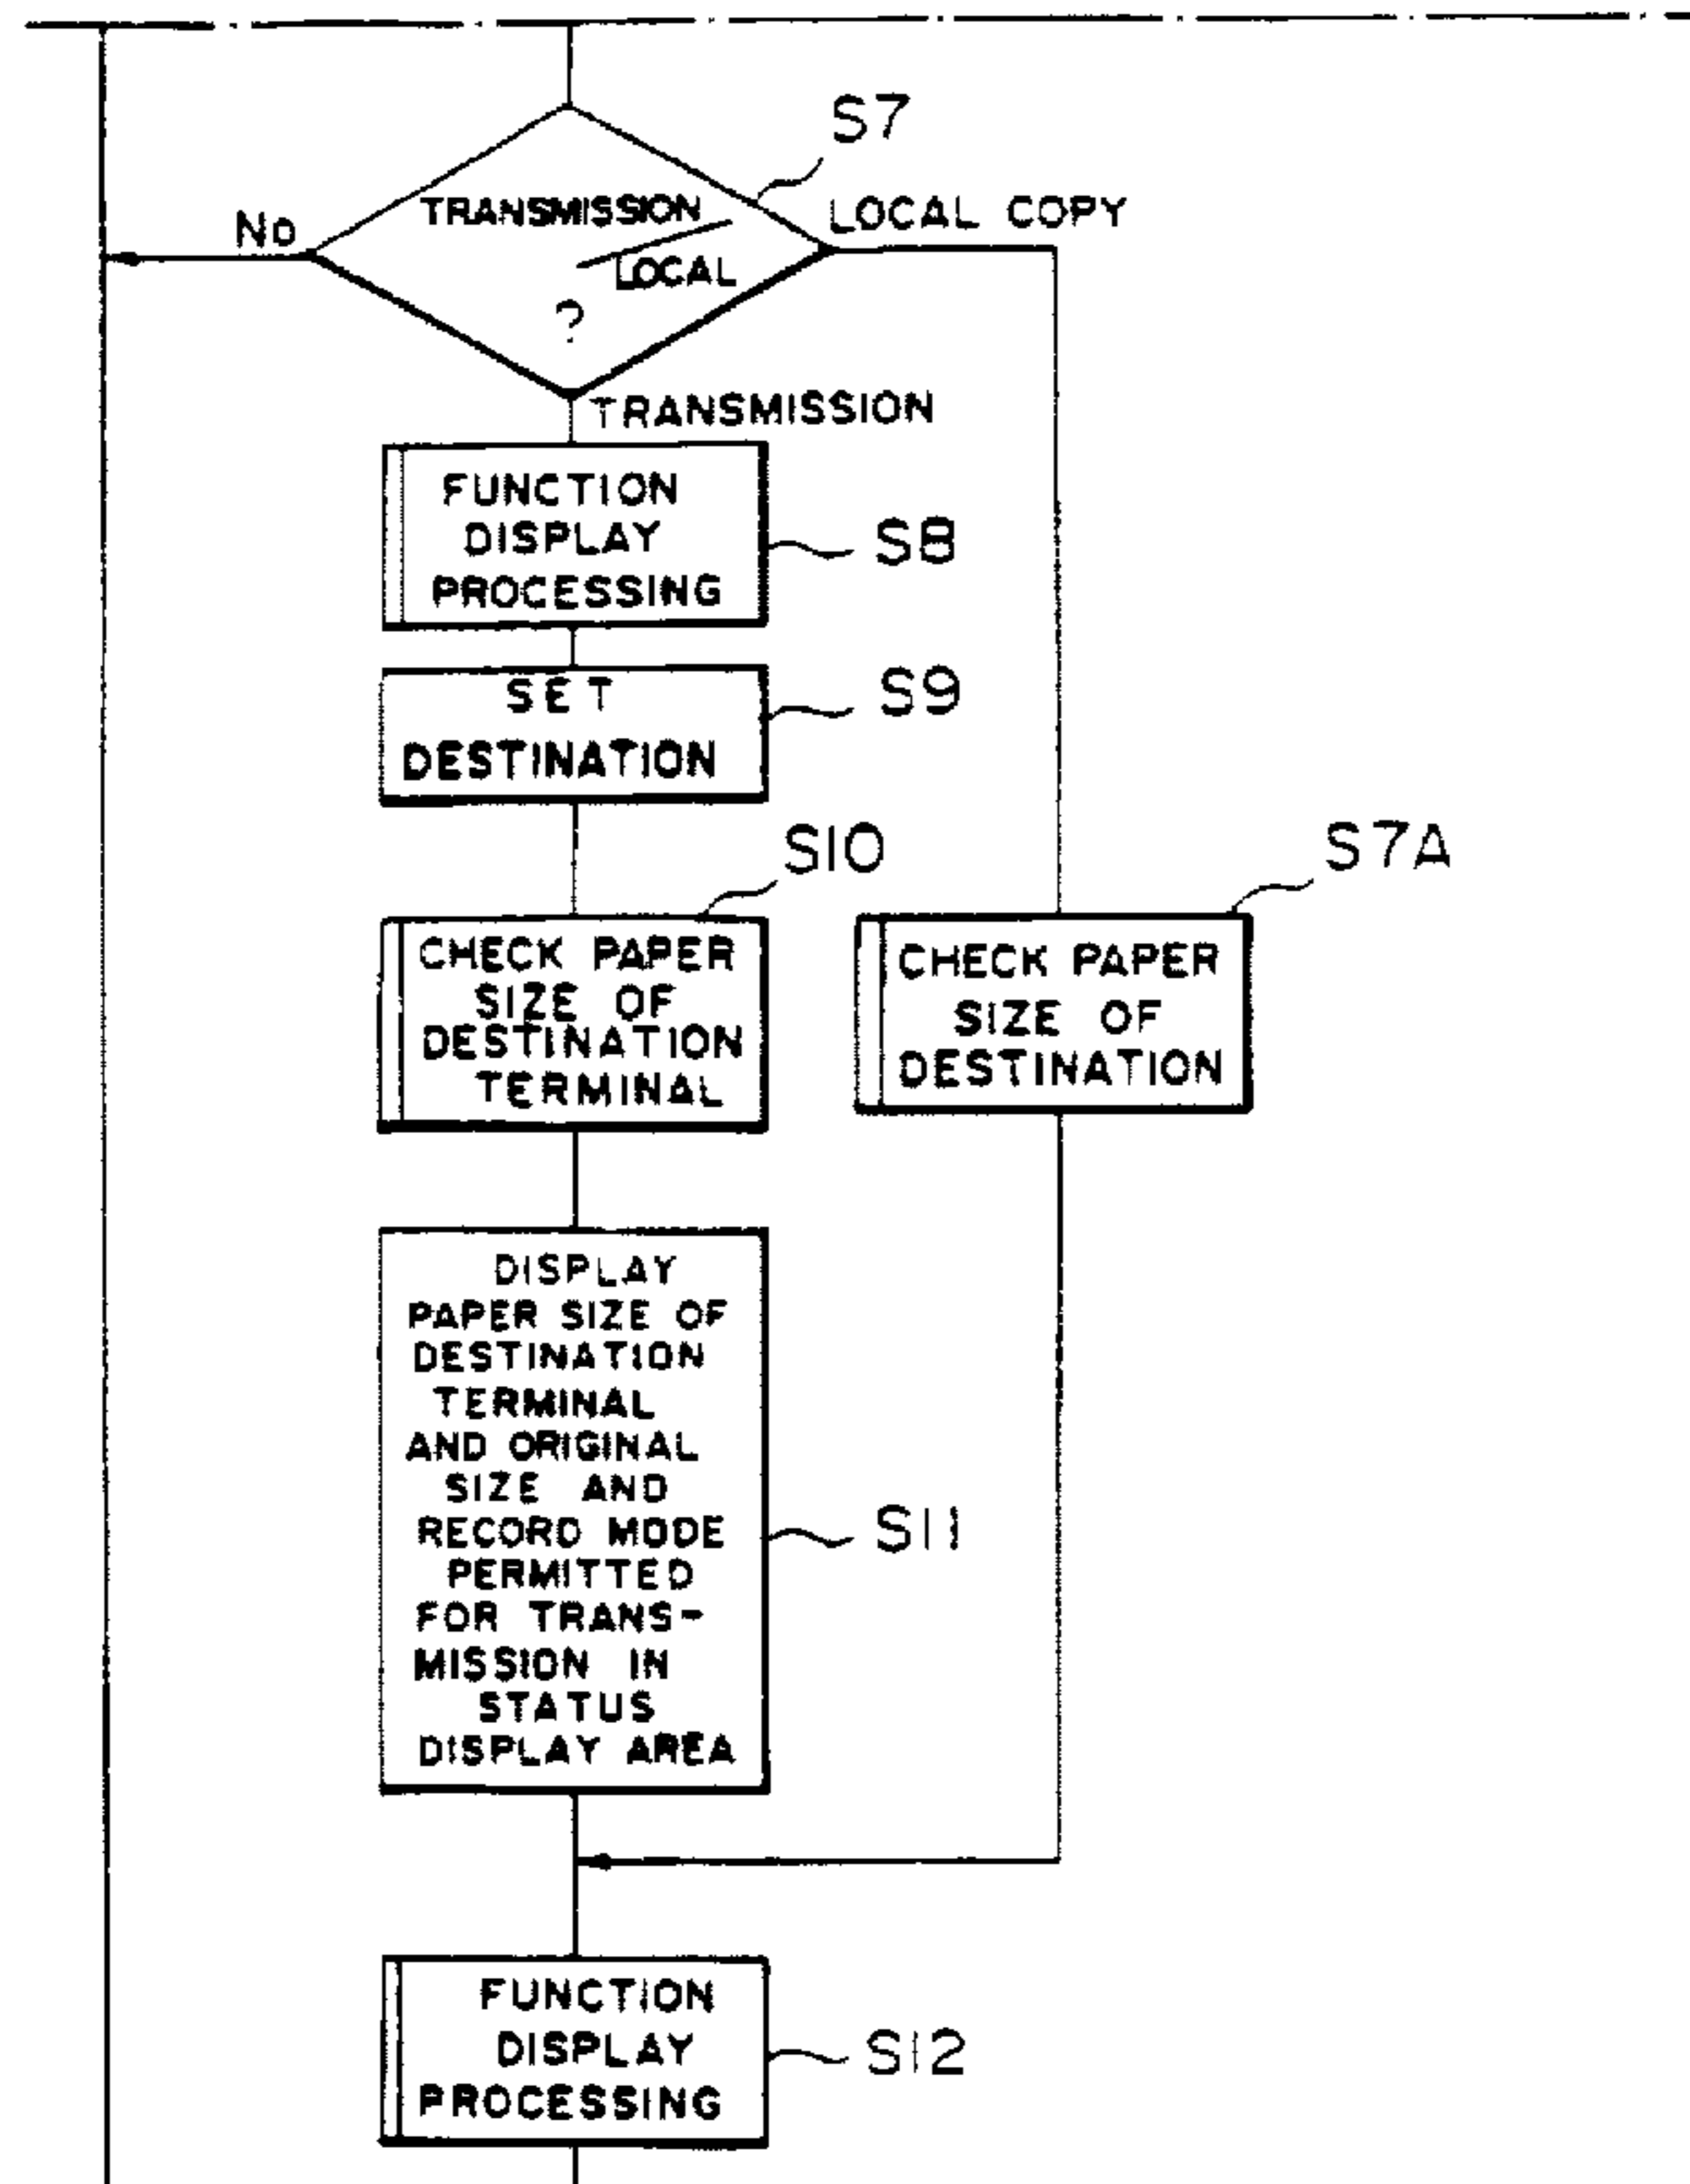 S7
No
TRANSMISSION
/LOCAL
?
LOCAL COPY
TRANSMISSION
FUNCTION
DISPLAY
PROCESSING
S8
SET
DESTINATION
S9
S10
CHECK PAPER
SIZE OF
DESTINATION
TERMINAL
S7A
CHECK PAPER
SIZE OF
DESTINATION
DISPLAY
PAPER SIZE OF
DESTINATION
TERMINAL
AND ORIGINAL
SIZE AND
RECORD MODE
PERMITTED
FOR TRANS-
MISSION IN
STATUS
DISPLAY AREA
S11
FUNCTION
DISPLAY
PROCESSING
S12